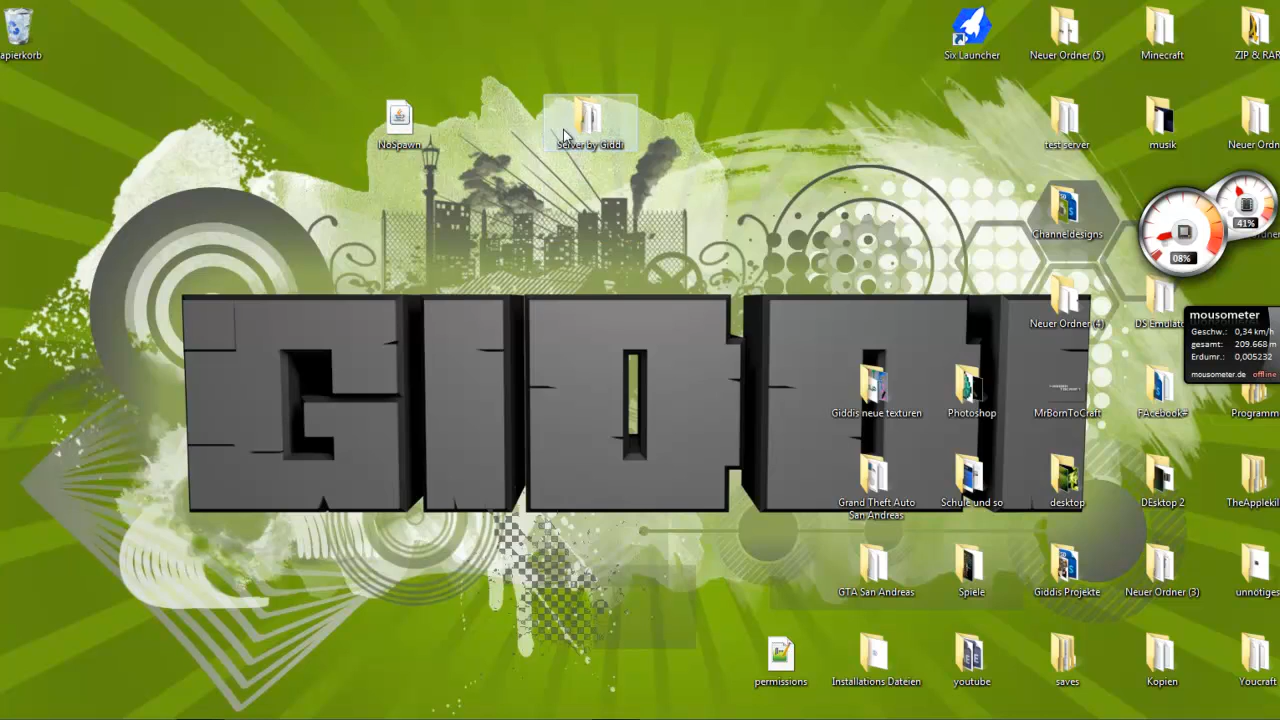 apierkorb
Six Launcher
Neuer Ordner (5)
Minecraft
ZIP & RAR
NoSpawn
Server by Giddi
test server
musik
Neuer Ordn
Channeldesigns
41%
08%
Neuer Ordner (4)
DS Emulato
mousometer
Geschw.: 0,34 km/h
gesamt: 209.668 m
Erdumr.: 0,005232
mousometer.de offline
GIDDI
Giddis neue texturen
Photoshop
MrBornToCraft
FAcebook#
Programm
Grand Theft Auto
San Andreas
Schule und so
desktop
DEsktop 2
TheApplekil
GTA San Andreas
Spiele
Giddis Projekte
Neuer Ordner (3)
unnötiges
permissions
Installations Dateien
youtube
saves
Kopien
Youcraft